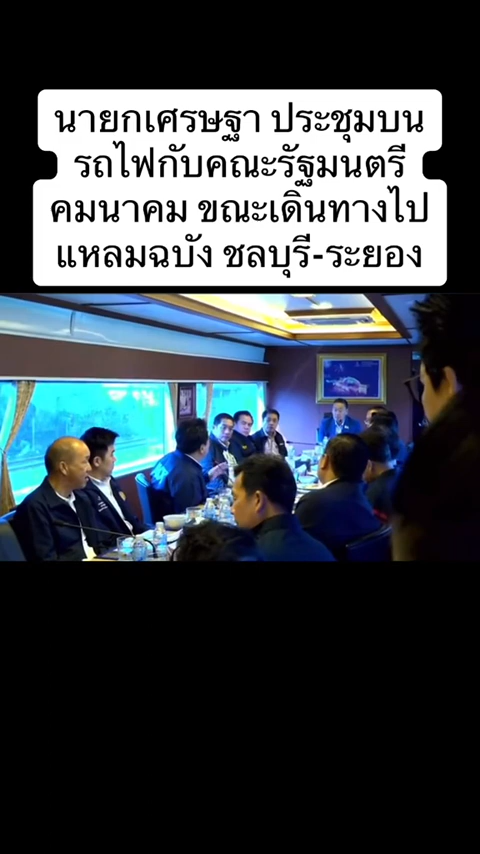 นายกเศรษฐา ประชุมบน
รถไฟกับคณะรัฐมนตรี
คมนาคม ขณะเดินทางไป
แหลมฉบัง ชลบุรี-ระยอง